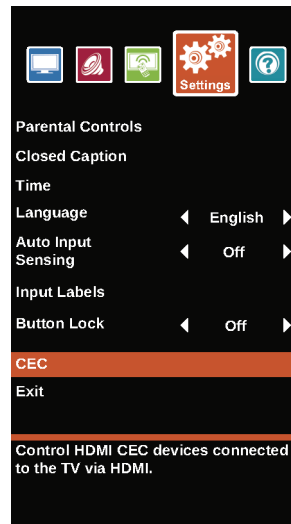 Settings
?
Parental Controls
Closed Caption
Time
Language English
Auto Input
Sensing Off
Input Labels
Button Lock Off
CEC
Exit
Control HDMI CEC devices connected
to the TV via HDMI.